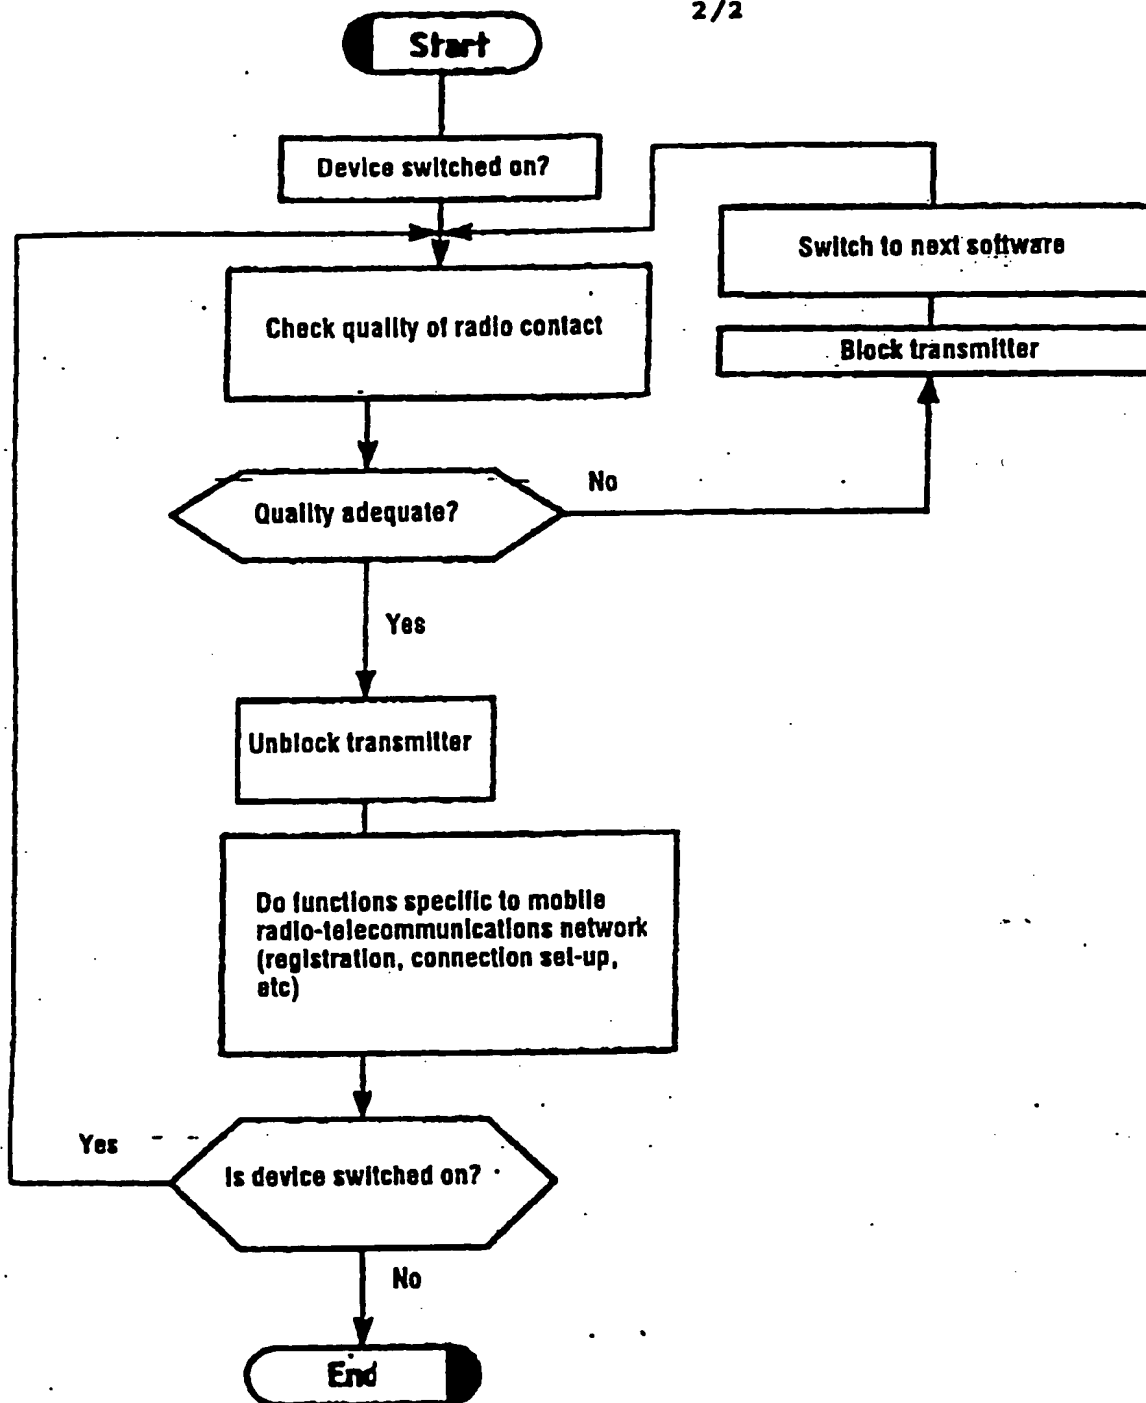 2/2
Start
Device switched on?
Switch to next software
Check quality of radio contact
Block transmitter
No
Quality adequate?
Yes
Unblock transmitter
Do functions specific to mobile
radio-telecommunications network
(registration, connection set-up,
etc)
Yes
Is device switched on?
No
End